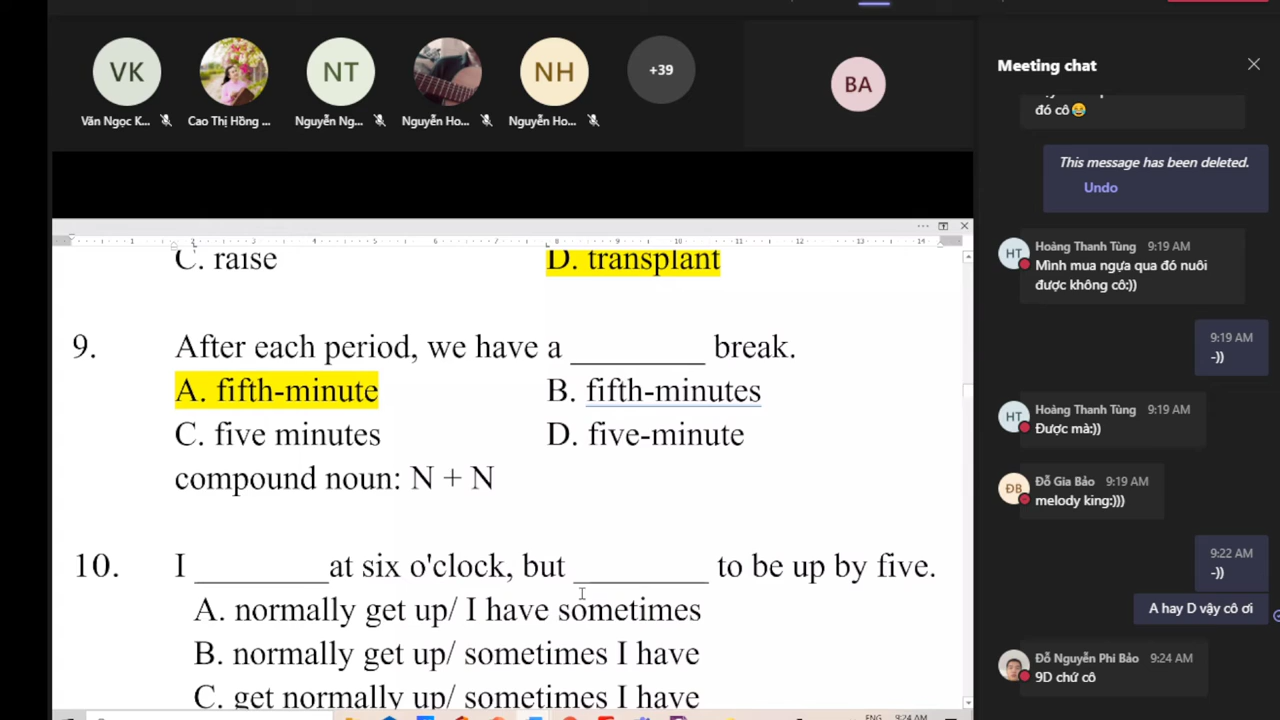 VK
NT
NH
+39
BA
Văn Ngọc K...
Cao Thị Hồng ...
Nguyễn Ng...
Nguyễn Ho...
Nguyễn Ho...
C. raise
D. transplant
9. After each period, we have a _________ break.
A. fifth-minute
B. fifth-minutes
C. five minutes
D. five-minute
compound noun: N + N
10. I _________at six o'clock, but _________ to be up by five.
A. normally get up/ I have sometimes
B. normally get up/ sometimes I have
C. get normally up/ sometimes I have
ENG
9:24 AM
Meeting chat
đó cô😂
This message has been deleted.
Undo
HT
Hoàng Thanh Tùng 9:19 AM
Mình mua ngựa qua đó nuôi
được không cô:))
9:19 AM
-))
HT
Hoàng Thanh Tùng 9:19 AM
Được mà:))
ĐB
Đỗ Gia Bảo 9:19 AM
melody king:)))
9:22 AM
-))
A hay D vậy cô ơi
Đỗ Nguyễn Phi Bảo 9:24 AM
9D chứ cô